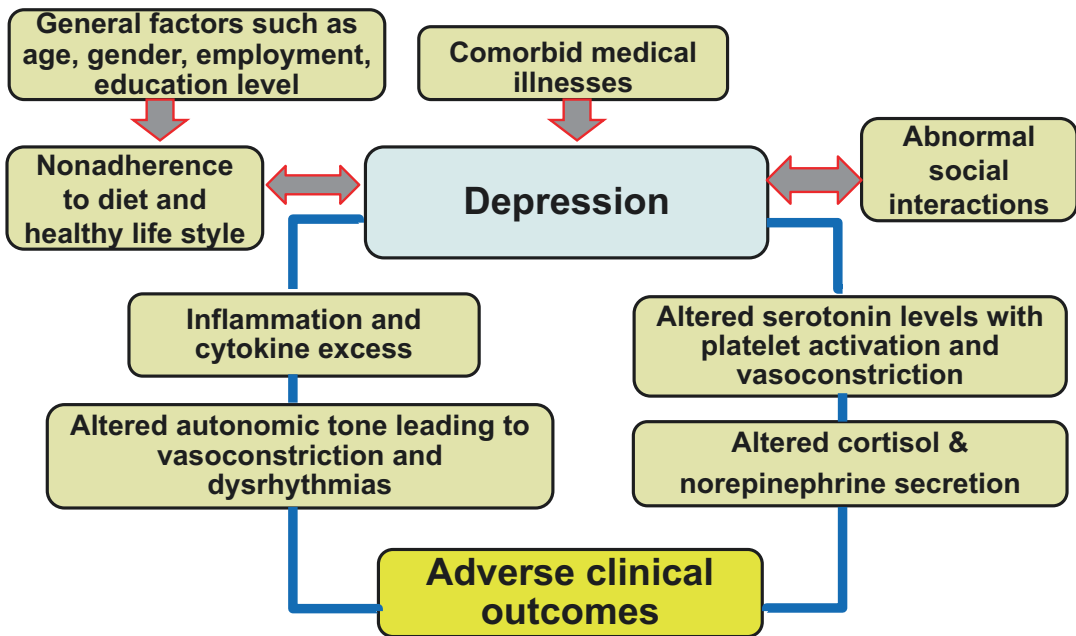 General factors such as
age, gender, employment,
education level
Comorbid medical
illnesses
Nonadherence
to diet and
healthy life style
Depression
Abnormal
social
interactions
Inflammation and
cytokine excess
Altered serotonin levels with
platelet activation and
vasoconstriction
Altered autonomic tone leading to
vasoconstriction and
dysrhythmias
Altered cortisol &
norepinephrine secretion
Adverse clinical
outcomes